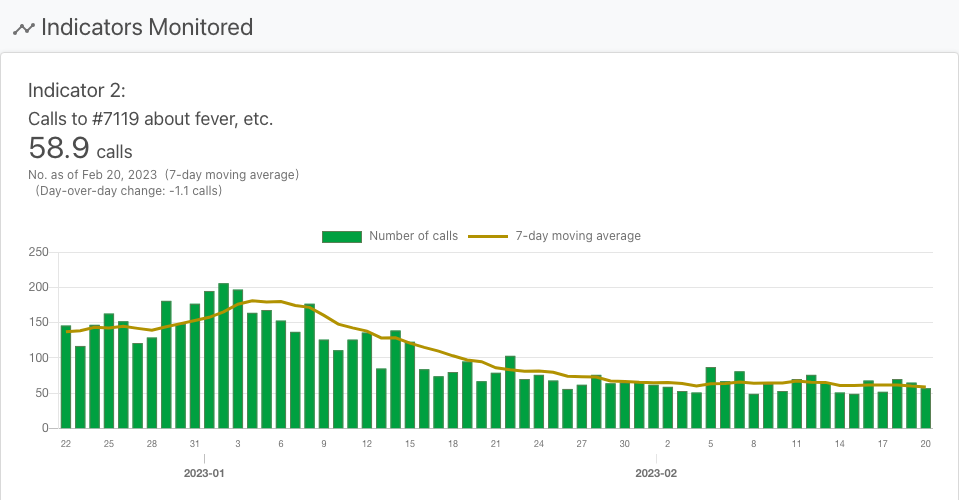 Indicators Monitored
Indicator 2:
Calls to #7119 about fever, etc.
58.9 calls
No. as of Feb 20, 2023 (7-day moving average)
(Day-over-day change: -1.1 calls)
Number of calls 7-day moving average
250
200
150
100
50
0
22 25 28 31 3 6 9 12 15 18 21 24 27 30 2 5 8 11 14 17 20
2023-01 2023-02